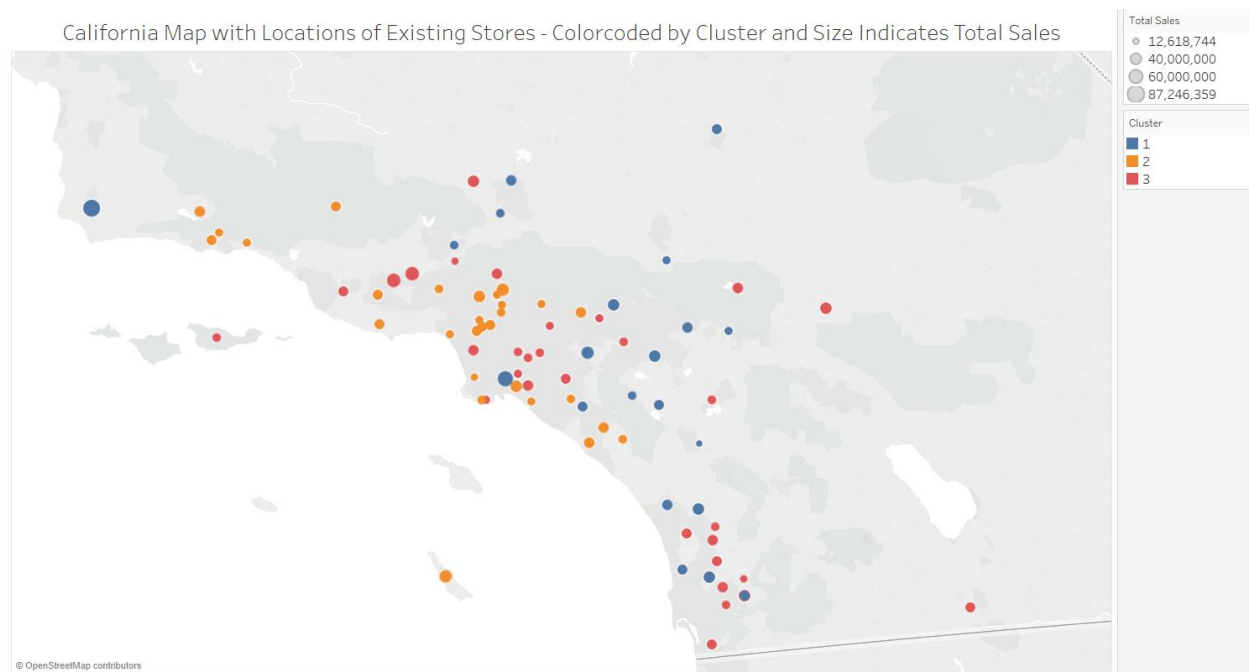 California Map with Locations of Existing Stores - Colorcoded by Cluster and Size Indicates Total Sales
Total Sales
12,618,744
40,000,000
60,000,000
87,246,359
Cluster
1
2
3
© OpenStreetMap contributors